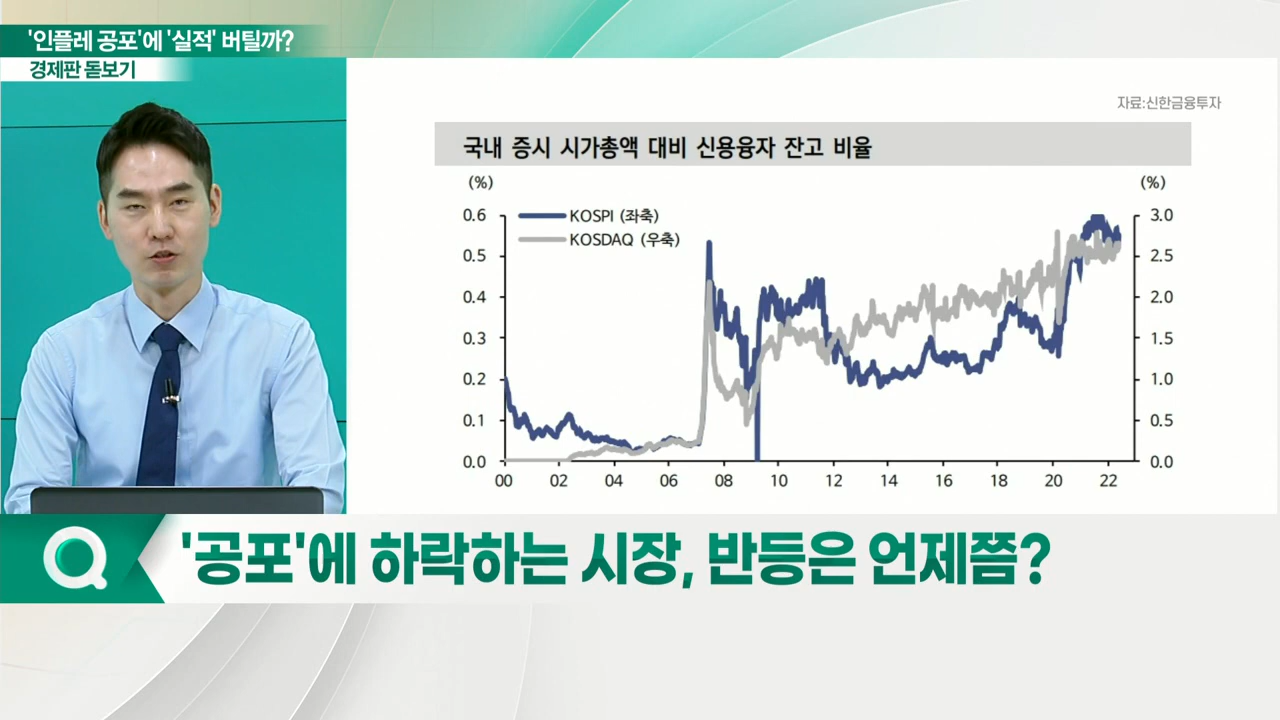 '인플레 공포'에 '실적' 버틸까?
경제판 돋보기
자료:신한금융투자
국내 증시 시가총액 대비 신용융자 잔고 비율
(%)
(%)
KOSPI (좌축)
KOSDAQ (우축)
0.6
0.5
0.4
0.3
0.2
0.1
0.0
3.0
2.5
2.0
1.5
1.0
0.5
0.0
00 02 04 06 08 10 12 14 16 18 20 22
'공포'에 하락하는 시장, 반등은 언제쯤?